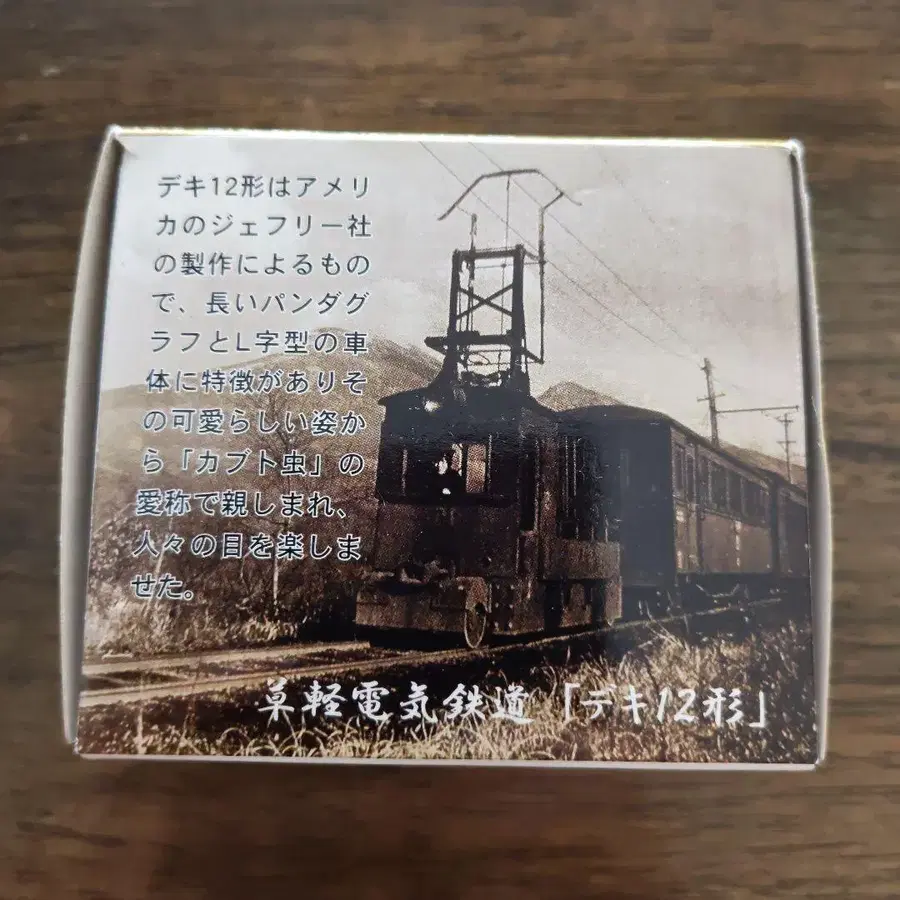 デキ12形はアメリ
カのジェフリー社
の製作によるもの
で、長いパンダグ
ラフとL字型の車
体に特徴がありそ
の可愛らしい姿か
ら「カブト虫」の
愛称で親しまれ、
人々の目を楽しま
せた。
草軽電気鉄道「デキ12形」